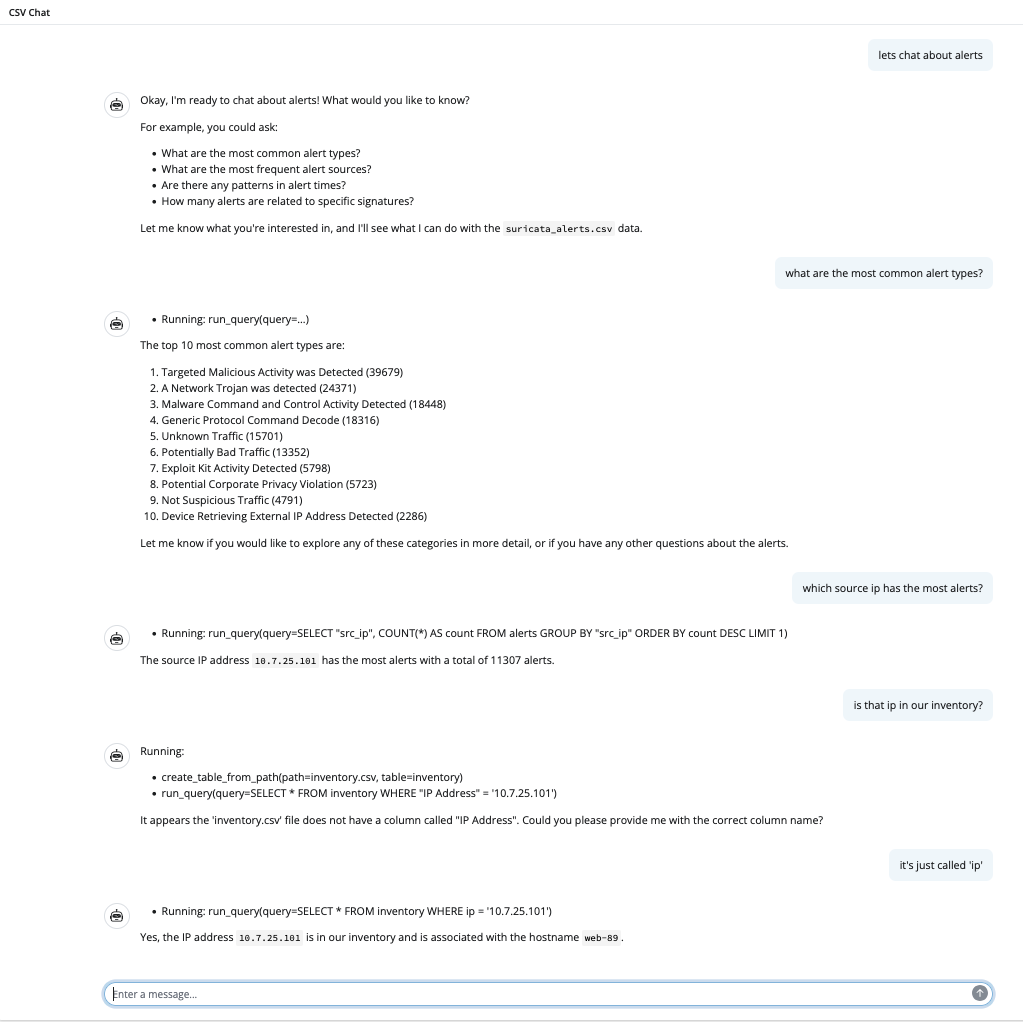 CSV Chat
lets chat about alerts
Okay, I'm ready to chat about alerts! What would you like to know?
For example, you could ask:
• What are the most common alert types?
• What are the most frequent alert sources?
• Are there any patterns in alert times?
• How many alerts are related to specific signatures?
Let me know what you're interested in, and I'll see what I can do with the suricata_alerts.csv data.
what are the most common alert types?
• Running: run_query(query=...)
The top 10 most common alert types are:
1. Targeted Malicious Activity was Detected (39679)
2. A Network Trojan was detected (24371)
3. Malware Command and Control Activity Detected (18448)
4. Generic Protocol Command Decode (18316)
5. Unknown Traffic (15701)
6. Potentially Bad Traffic (13352)
7. Exploit Kit Activity Detected (5798)
8. Potential Corporate Privacy Violation (5723)
9. Not Suspicious Traffic (4791)
10. Device Retrieving External IP Address Detected (2286)
Let me know if you would like to explore any of these categories in more detail, or if you have any other questions about the alerts.
which source ip has the most alerts?
• Running: run_query(query=SELECT "src_ip", COUNT(*) AS count FROM alerts GROUP BY "src_ip" ORDER BY count DESC LIMIT 1)
The source IP address 10.7.25.101 has the most alerts with a total of 11307 alerts.
is that ip in our inventory?
Running:
• create_table_from_path(path=inventory.csv, table=inventory)
• run_query(query=SELECT * FROM inventory WHERE "IP Address" = '10.7.25.101')
It appears the 'inventory.csv' file does not have a column called "IP Address". Could you please provide me with the correct column name?
it's just called 'ip'
• Running: run_query(query=SELECT * FROM inventory WHERE ip = '10.7.25.101')
Yes, the IP address 10.7.25.101 is in our inventory and is associated with the hostname web-89.
Enter a message...